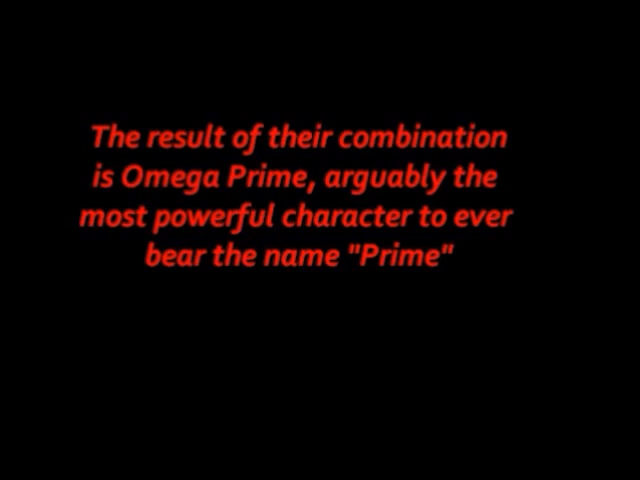 The result of their combination
is Omega Prime, arguably the
most powerful character to ever
bear the name "Prime"